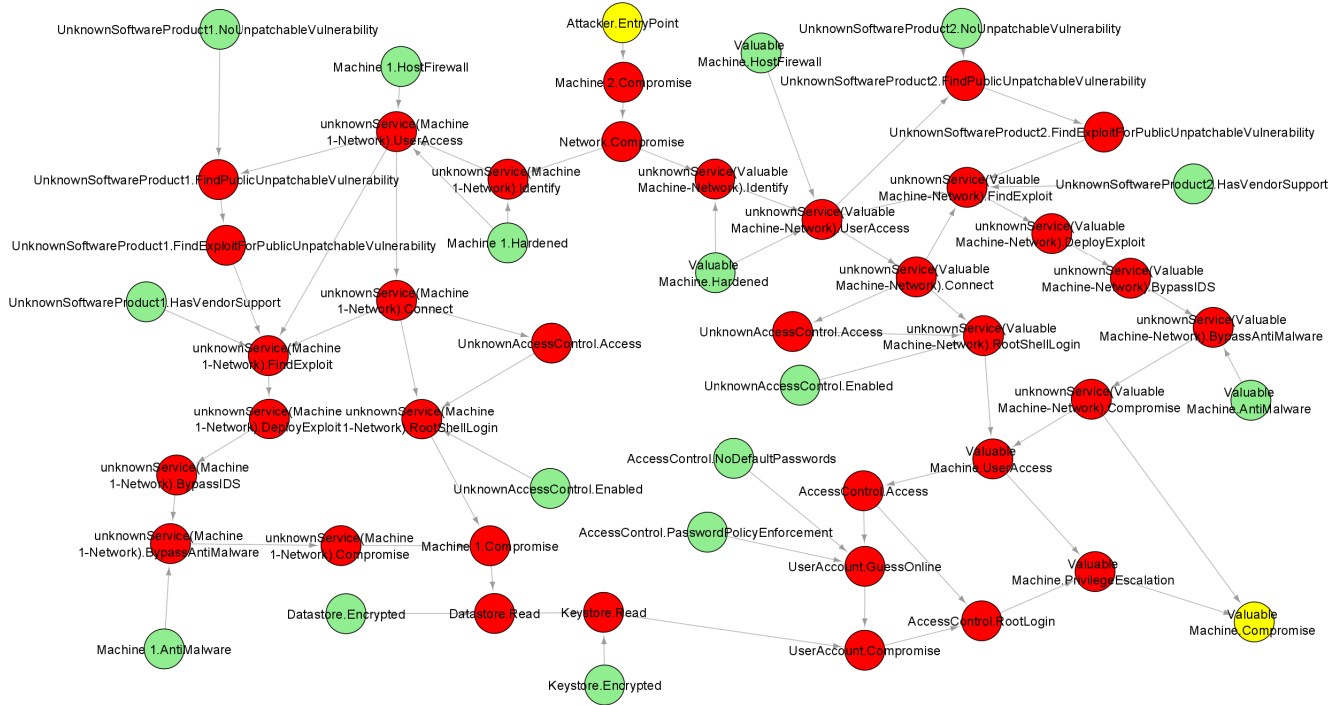 Attacker.EntryPoint
UnknownSoftwareProduct1.NoUnpatchableVulnerability
UnknownSoftwareProduct2.NoUnpatchableVulnerability
Valuable
Machine.HostFirewall
Machine 1.HostFirewall
Machine 2.Compromise
UnknownSoftwareProduct2.FindPublicUnpatchableVulnerability
unknownService(Machine
1-Network).UserAccess
Network.Compromise
UnknownSoftwareProduct2.FindExploitForPublicUnpatchableVulnerability
UnknownSoftwareProduct1.FindPublicUnpatchableVulnerability
unknownService(Machine
1-Network).Identify
unknownService(Valuable
Machine-Network).Identify
unknownService(Valuable
Machine-Network).FindExploit
UnknownSoftwareProduct2.HasVendorSupport
unknownService(Valuable
Machine-Network).UserAccess
unknownService(Valuable
Machine-Network).DeployExploit
UnknownSoftwareProduct1.FindExploitForPublicUnpatchableVulnerability
Machine 1.Hardened
Valuable
Machine.Hardened
unknownService(Valuable
Machine-Network).Connect
unknownService(Valuable
Machine-Network).BypassIDS
UnknownSoftwareProduct1.HasVendorSupport
unknownService(Machine
1-Network).Connect
UnknownAccessControl.Access
unknownService(Valuable
Machine-Network).RootShellLogin
unknownService(Valuable
Machine-Network).BypassAntiMalware
unknownService(Machine
1-Network).FindExploit
UnknownAccessControl.Access
UnknownAccessControl.Enabled
unknownService(Valuable
Machine-Network).Compromise
Valuable
Machine.AntiMalware
unknownService(Machine
1-Network).DeployExploit
unknownService(Machine
1-Network).RootShellLogin
Valuable
Machine.UserAccess
AccessControl.NoDefaultPasswords
unknownService(Machine
1-Network).BypassIDS
UnknownAccessControl.Enabled
AccessControl.Access
AccessControl.PasswordPolicyEnforcement
unknownService(Machine
1-Network).BypassAntiMalware
unknownService(Machine
1-Network).Compromise
Machine 1.Compromise
UserAccount.GuessOnline
Valuable
Machine.PrivilegeEscalation
Datastore.Encrypted
Datastore.Read
Keystore.Read
AccessControl.RootLogin
Valuable
Machine.Compromise
Machine 1.AntiMalware
UserAccount.Compromise
Keystore.Encrypted